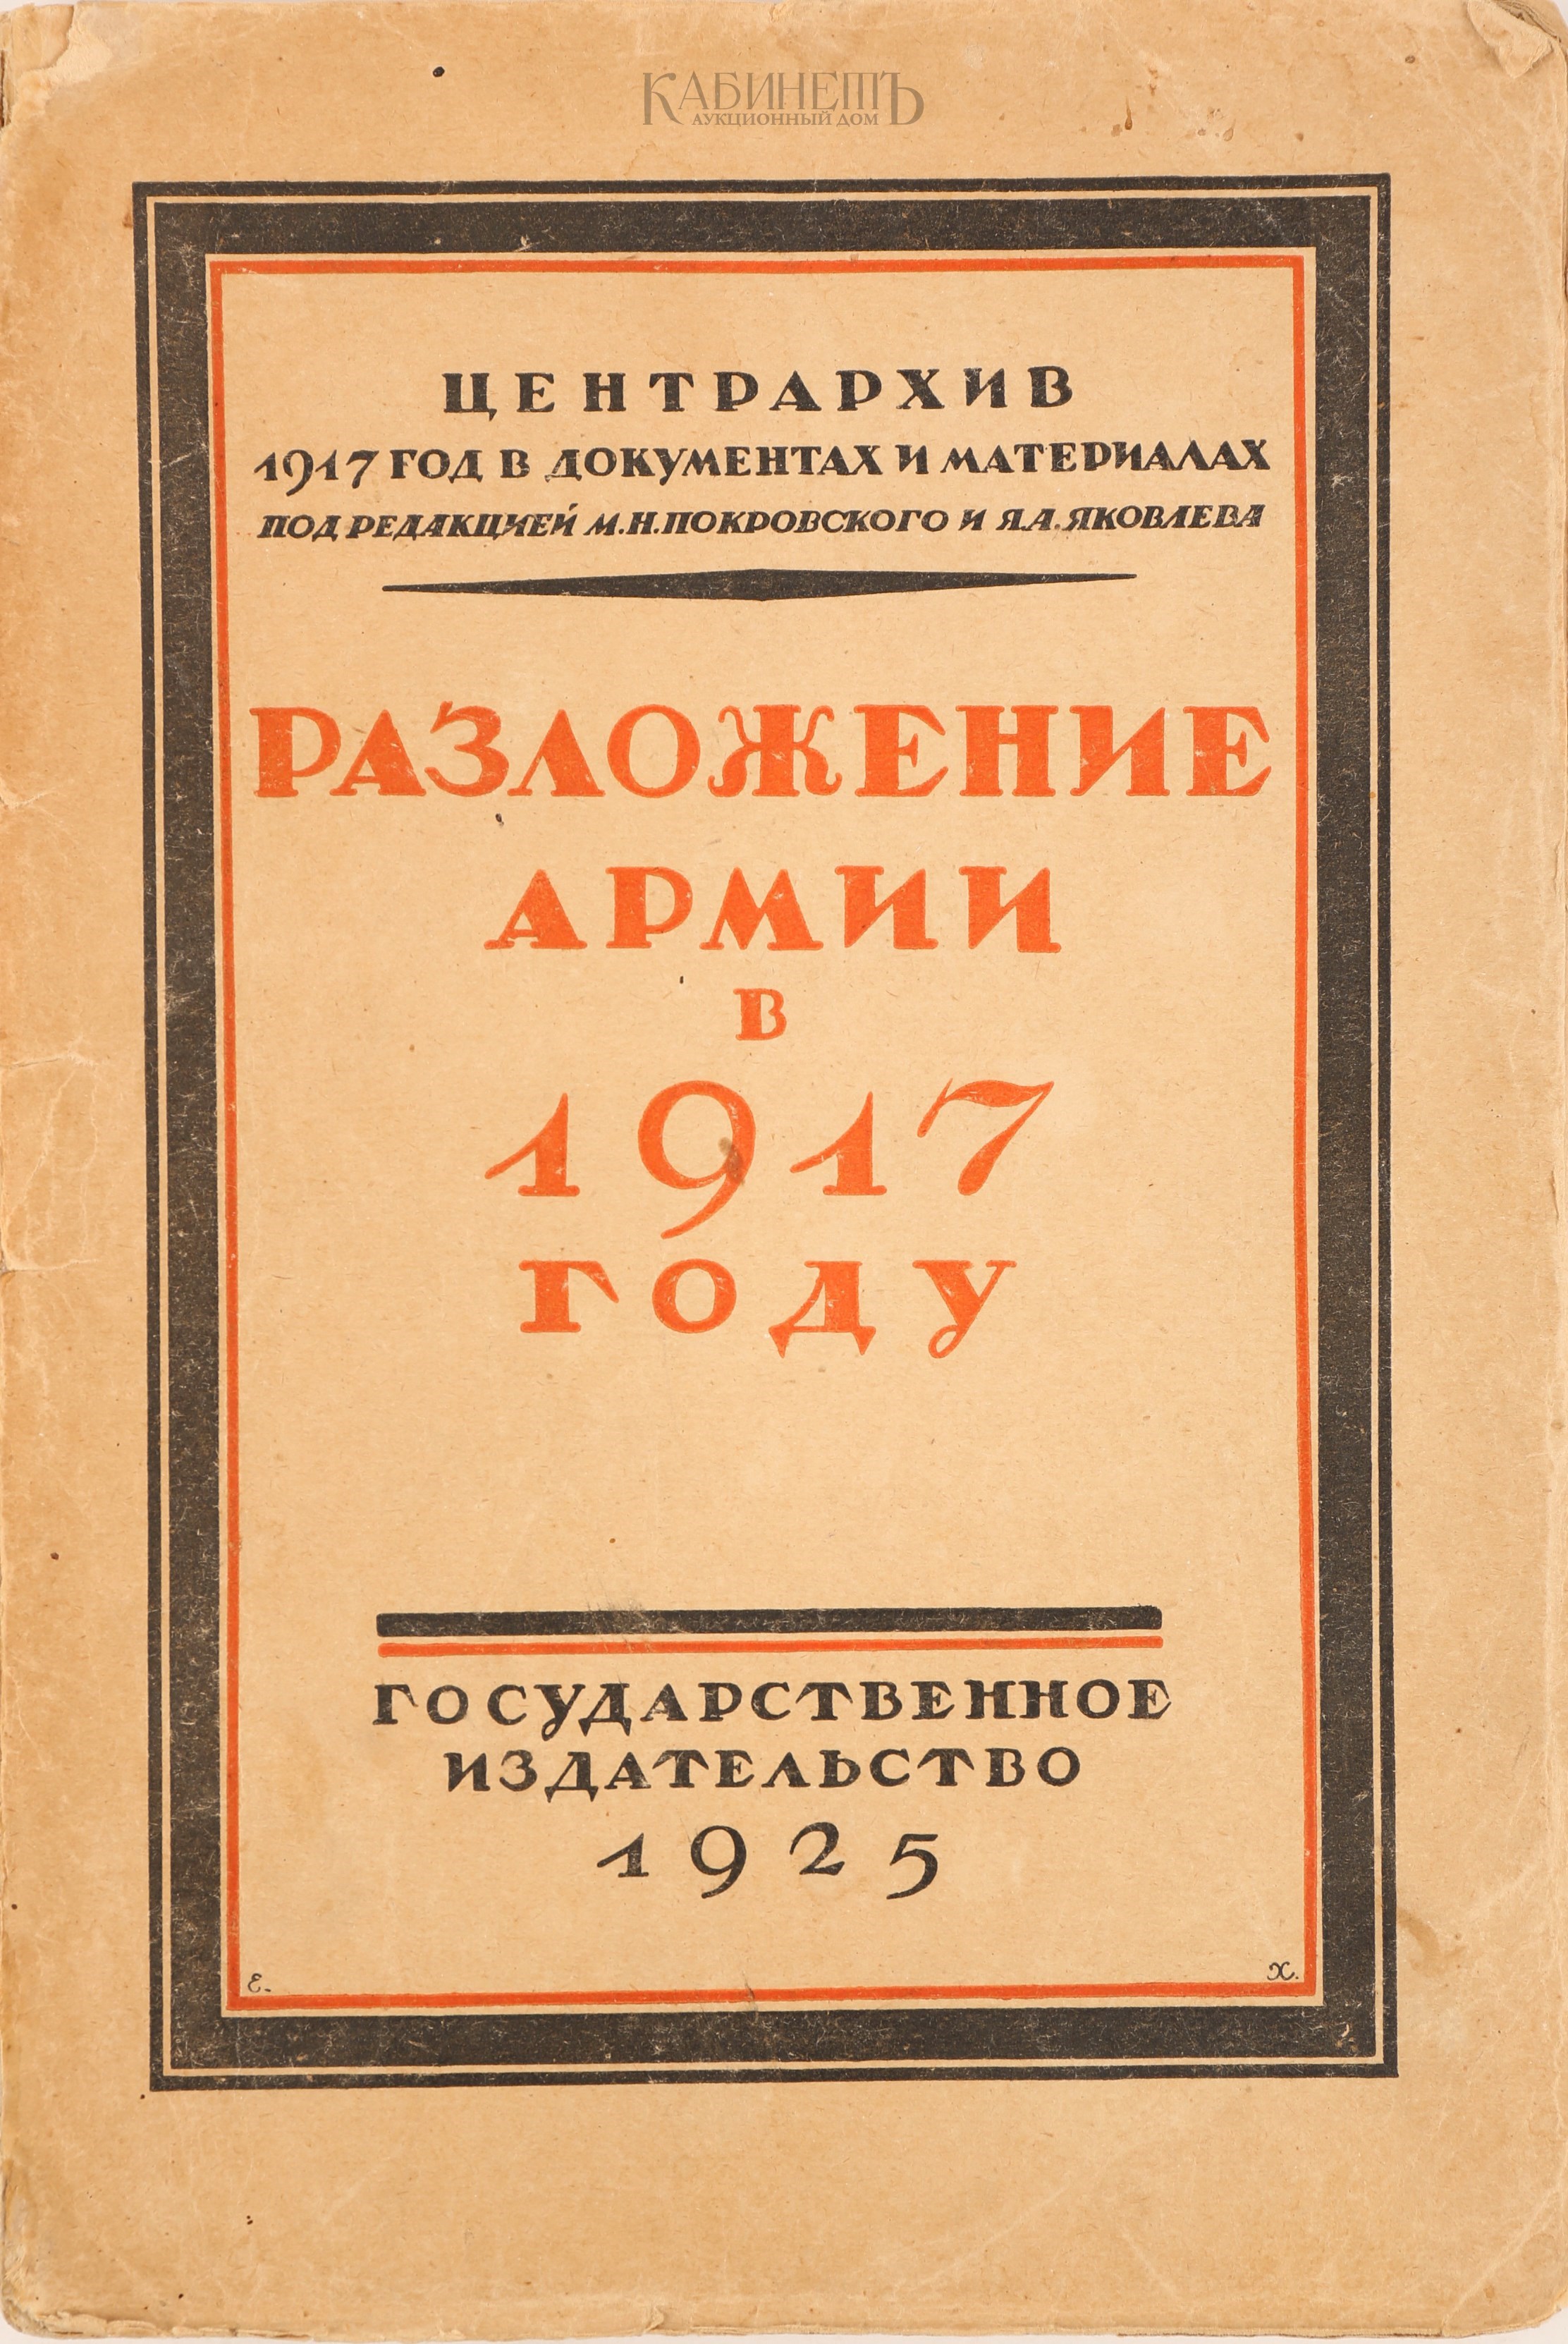 КАБИНЕТЪ
АУКЦИОННЫЙ ДОМ
ЦЕНТРАРХИВ
1917 ГОД В ДОКУМЕНТАХ И МАТЕРИАЛАХ
ПОД РЕДАКЦИЕЙ М.Н.ПОКРОВСКОГО И Я.А.ЯКОВЛЕВА
РАЗЛОЖЕНИЕ
АРМИИ
В
1917
ГОДУ
ГОСУДАРСТВЕННОЕ
ИЗДАТЕЛЬСТВО
1925
Е. Х.